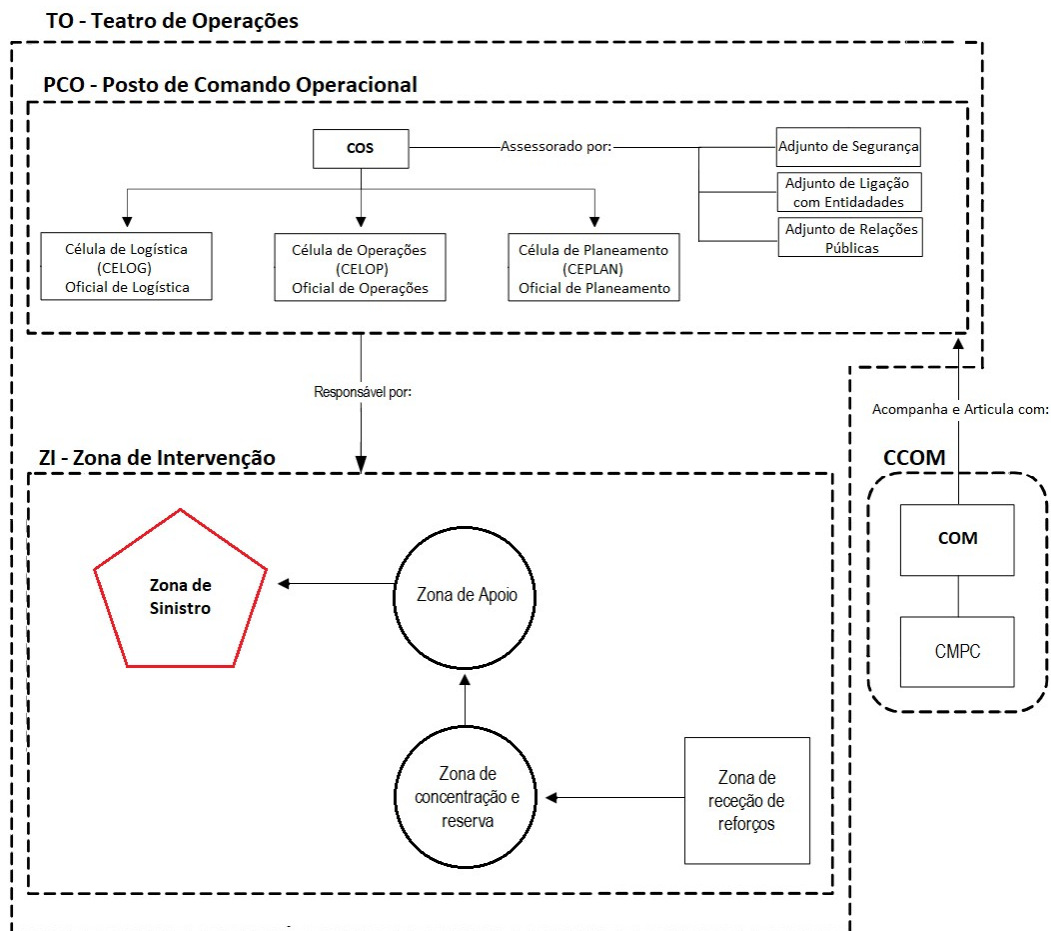 TO - Teatro de Operações
PCO - Posto de Comando Operacional
COS
Assessorado por:
Adjunto de Segurança
Adjunto de Ligação
com Entidadades
Adjunto de Relações
Públicas
Célula de Logística
(CELOG)
Oficial de Logística
Célula de Operações
(CELOP)
Oficial de Operações
Célula de Planeamento
(CEPLAN)
Oficial de Planeamento
Responsável por:
Acompanha e Articula com:
ZI - Zona de Intervenção
CCOM
COM
CMPC
Zona de
Sinistro
Zona de Apoio
Zona de
concentração e
reserva
Zona de
receção de
reforços